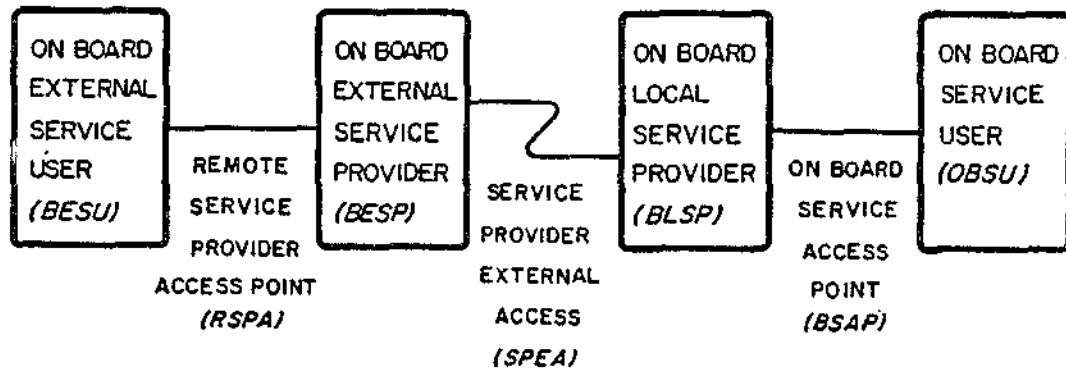 ON BOARD
EXTERNAL
SERVICE
USER
(BESU)
REMOTE
SERVICE
PROVIDER
ACCESS POINT
(RSPA)
ON BOARD
EXTERNAL
SERVICE
PROVIDER
(BESP)
SERVICE
PROVIDER
EXTERNAL
ACCESS
(SPEA)
ON BOARD
LOCAL
SERVICE
PROVIDER
(BLSP)
ON BOARD
SERVICE
ACCESS
POINT
(BSAP)
ON BOARD
SERVICE
USER
(OBSU)